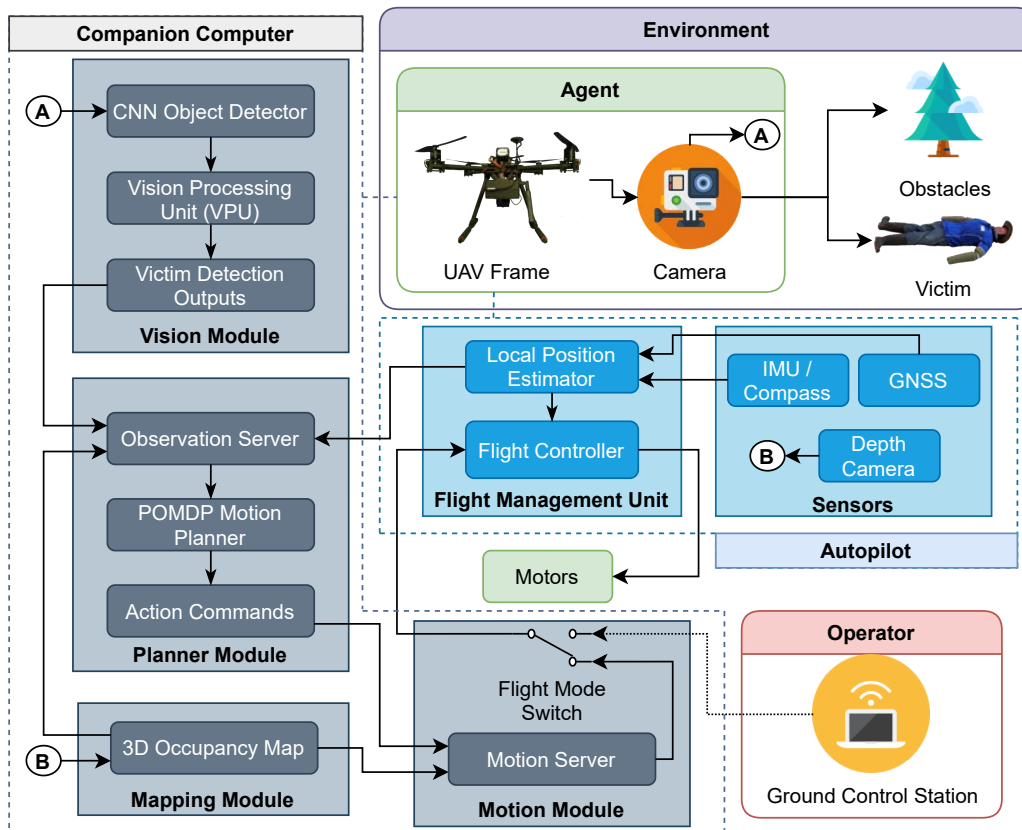 Companion Computer
A
CNN Object Detector
Vision Processing
Unit (VPU)
Victim Detection
Outputs
Vision Module
Observation Server
POMDP Motion
Planner
Action Commands
Planner Module
B
3D Occupancy Map
Mapping Module
Environment
Agent
A
UAV Frame
Camera
Obstacles
Victim
Local Position
Estimator
Flight Controller
Flight Management Unit
IMU /
Compass
GNSS
B
Depth
Camera
Sensors
Autopilot
Motors
Flight Mode
Switch
Motion Server
Motion Module
Operator
Ground Control Station